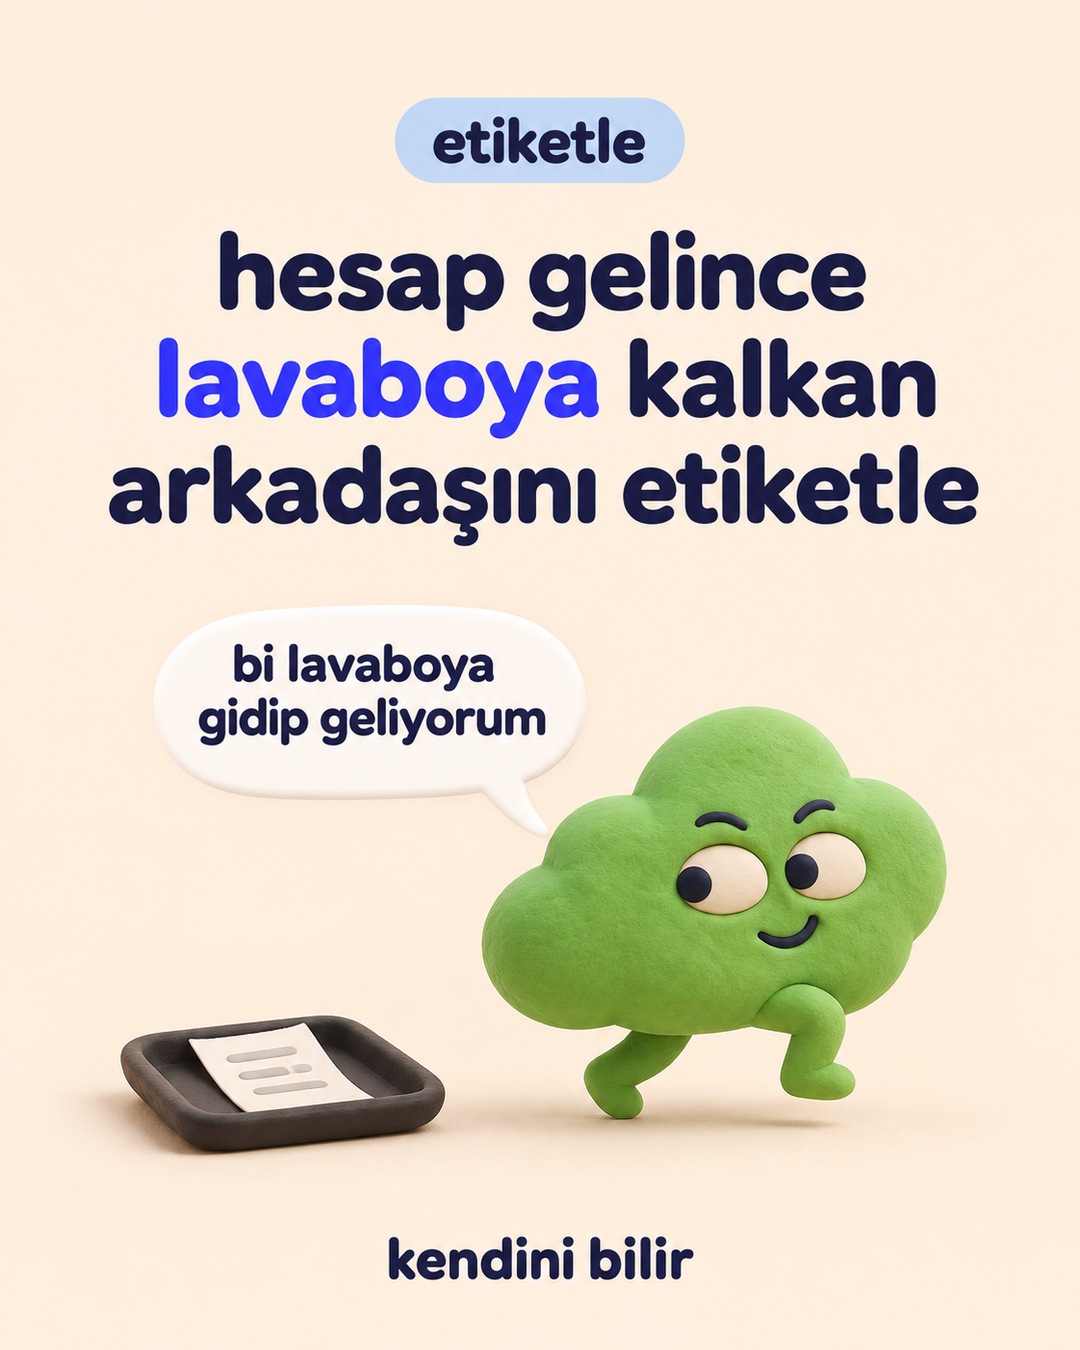 etiketle
hesap gelince
lavaboya kalkan
arkadaşını etiketle
bi lavaboya
gidip geliyorum
kendini bilir